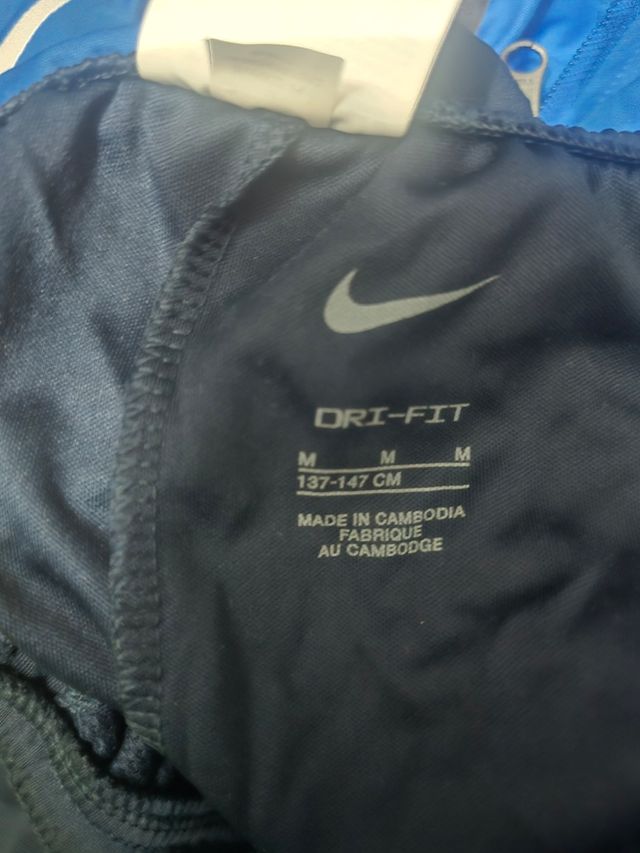 DRI-FIT
M M M
137-147 CM
MADE IN CAMBODIA
FABRIQUE
AU CAMBODGE